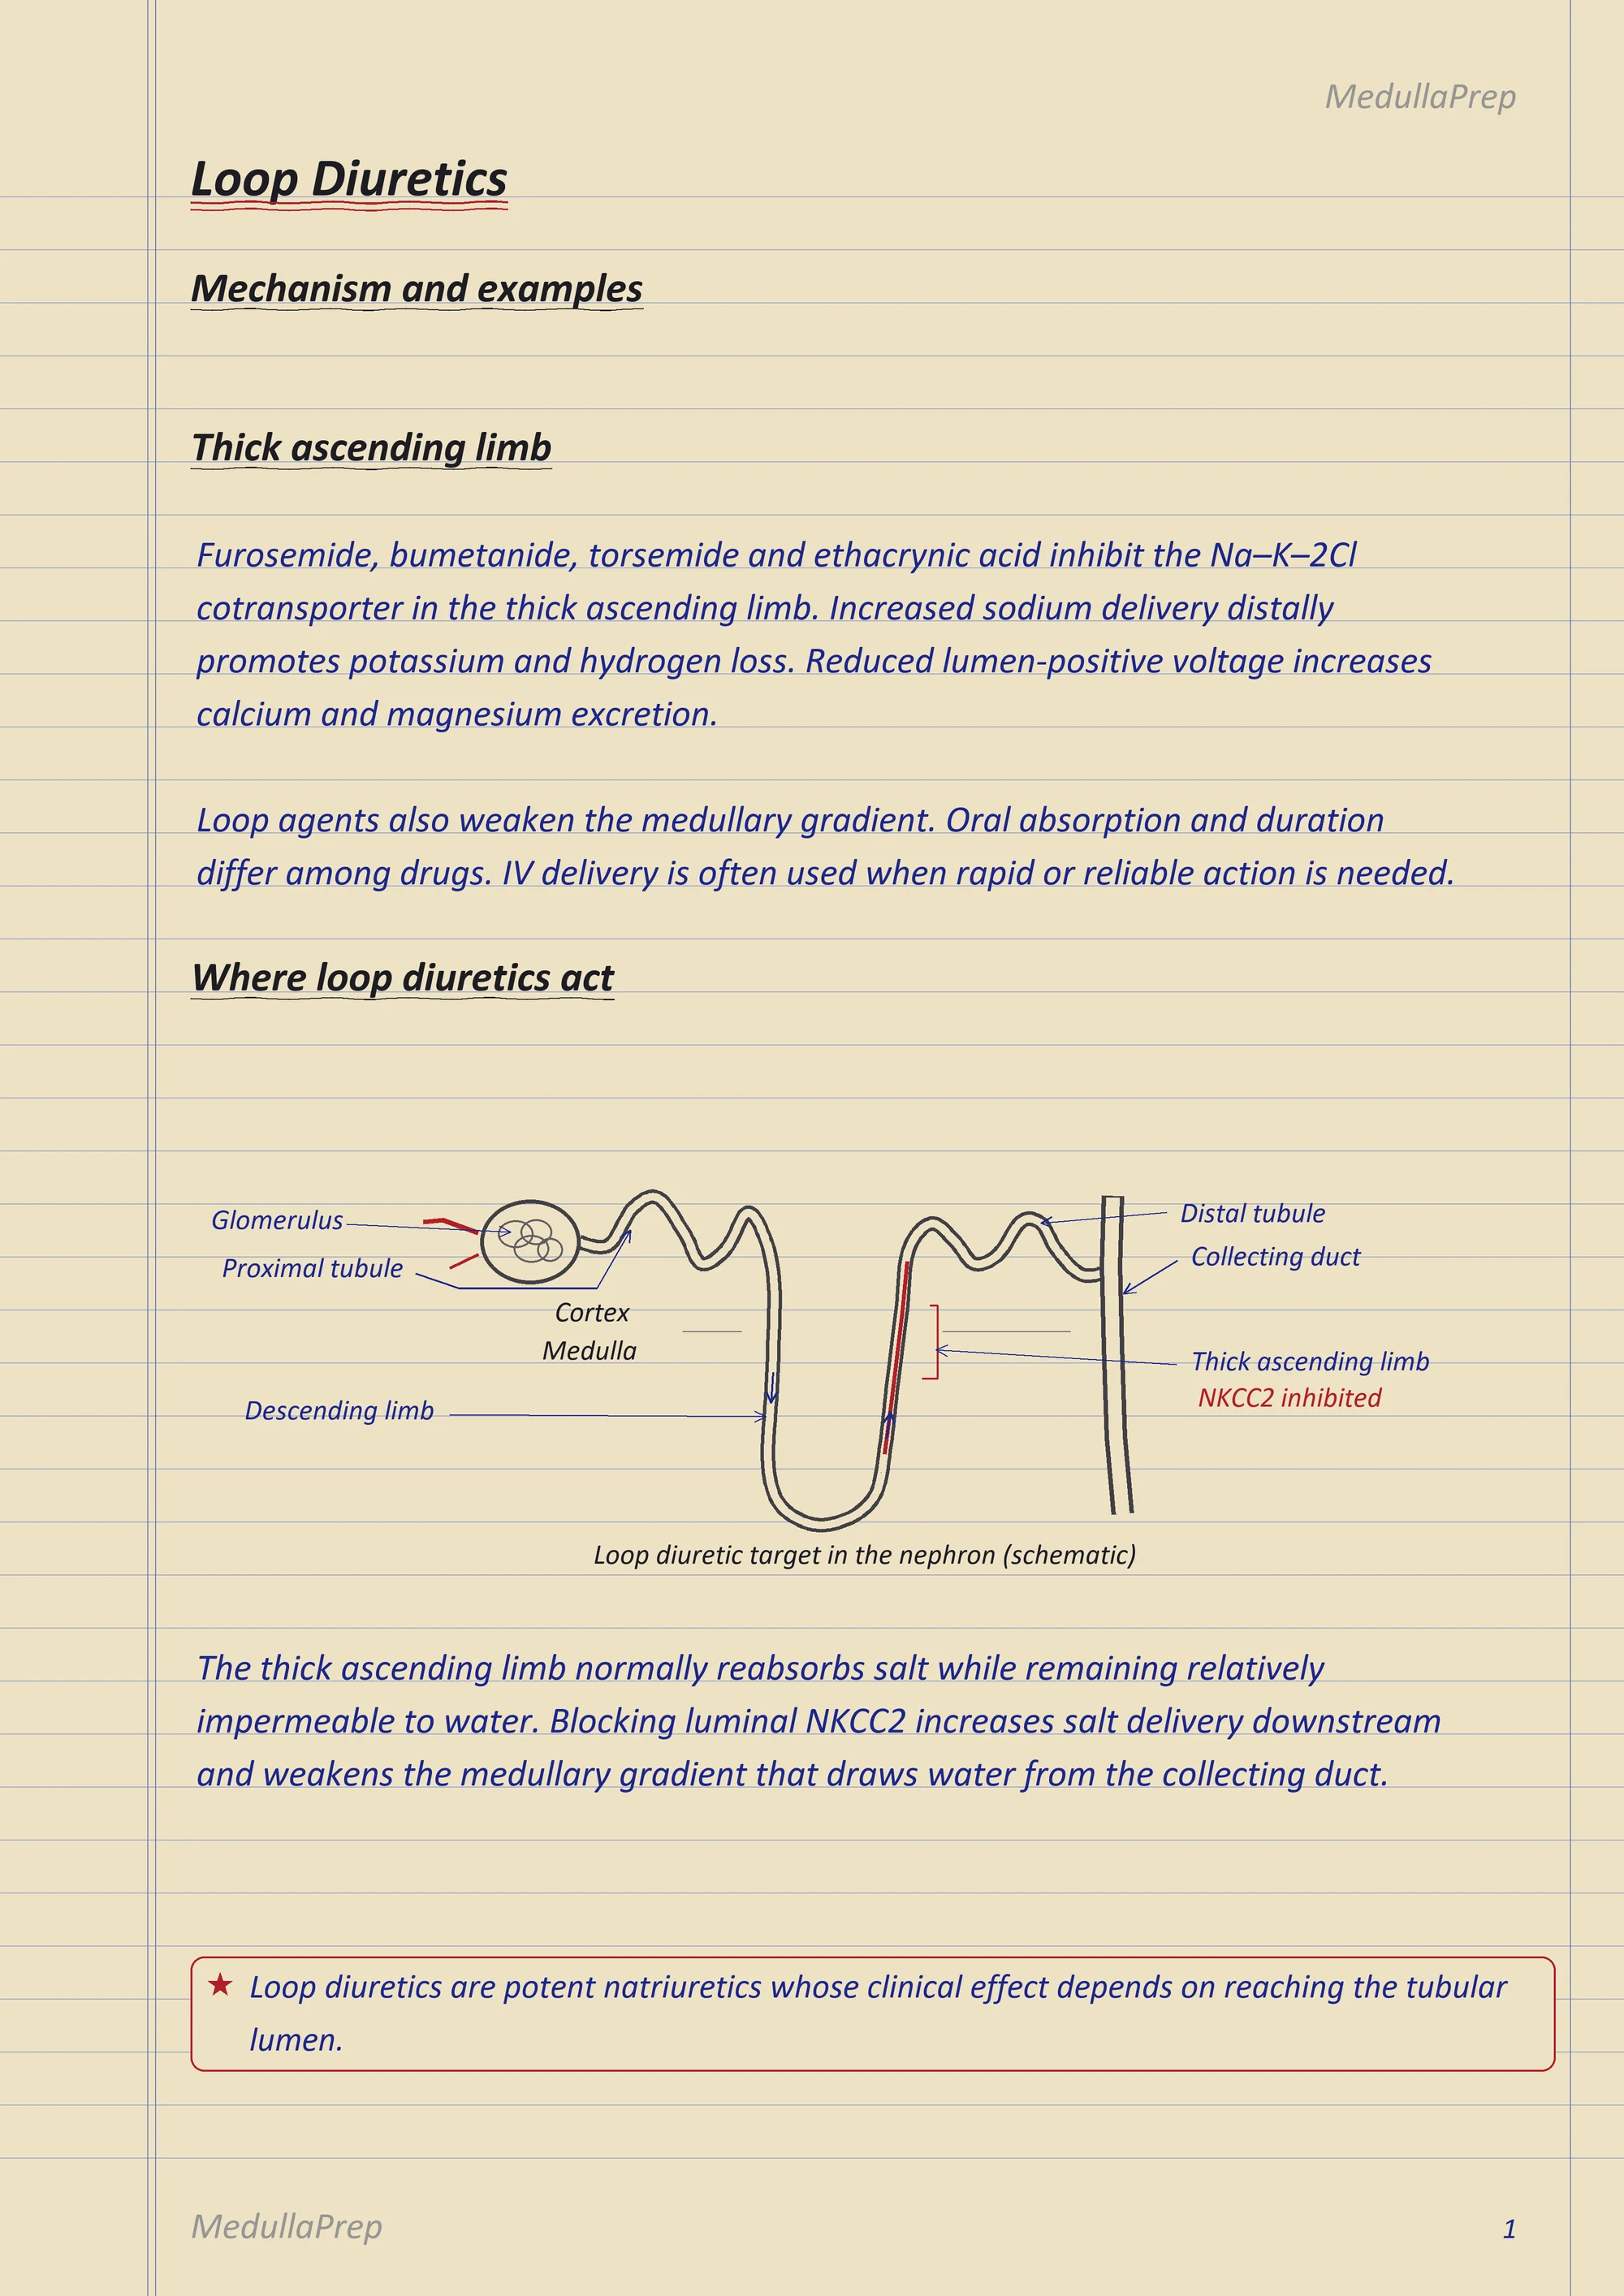 MedullaPrep
Loop Diuretics
Mechanism and examples
Thick ascending limb
Furosemide, bumetanide, torsemide and ethacrynic acid inhibit the Na–K–2Cl
cotransporter in the thick ascending limb. Increased sodium delivery distally
promotes potassium and hydrogen loss. Reduced lumen-positive voltage increases
calcium and magnesium excretion.
Loop agents also weaken the medullary gradient. Oral absorption and duration
differ among drugs. IV delivery is often used when rapid or reliable action is needed.
Where loop diuretics act
Glomerulus
Proximal tubule
Cortex
Medulla
Descending limb
Distal tubule
Collecting duct
Thick ascending limb
NKCC2 inhibited
Loop diuretic target in the nephron (schematic)
The thick ascending limb normally reabsorbs salt while remaining relatively
impermeable to water. Blocking luminal NKCC2 increases salt delivery downstream
and weakens the medullary gradient that draws water from the collecting duct.
★ Loop diuretics are potent natriuretics whose clinical effect depends on reaching the tubular
lumen.
MedullaPrep
1